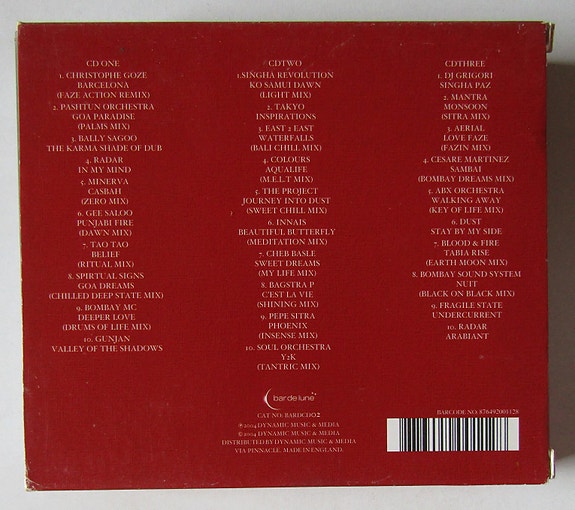 CD ONE
1. CHRISTOPHE GOZE
BARCELONA
(FAZE ACTION REMIX)
2. PASHTUN ORCHESTRA
GOA PARADISE
(PALMS MIX)
3. BALLY SAGOO
THE KARMA SHADE OF DUB
4. RADAR
IN MY MIND
5. MINERVA
CASBAH
(ZERO MIX)
6. GEE SALOO
PUNJABI FIRE
(DAWN MIX)
7. TAO TAO
BELIEF
(RITUAL MIX)
8. SPIRTUAL SIGNS
GOA DREAMS
(CHILLED DEEP STATE MIX)
9. BOMBAY MC
DEEPER LOVE
(DRUMS OF LIFE MIX)
10. GUNJAN
VALLEY OF THE SHADOWS
CDTWO
1.SINGHA REVOLUTION
KO SAMUI DAWN
(LIGHT MIX)
2. TAKYO
INSPIRATIONS
3. EAST 2 EAST
WATERFALLS
(BALI CHILL MIX)
4. COLOURS
AQUALIFE
(M.E.L.T MIX)
5. THE PROJECT
JOURNEY INTO DUST
(SWEET CHILL MIX)
6. INNAIS
BEAUTIFUL BUTTERFLY
(MEDITATION MIX)
7. CHEB BASLE
SWEET DREAMS
(MY LIFE MIX)
8. BAGSTRA P
C'EST LA VIE
(SHINING MIX)
9. PEPE SITRA
PHOENIX
(INSENSE MIX)
10. SOUL ORCHESTRA
Y2K
(TANTRIC MIX)
CDTHREE
1. DJ GRIGORI
SINGHA PAZ
2. MANTRA
MONSOON
(SITRA MIX)
3. AERIAL
LOVE FAZE
(FAZIN MIX)
4. CESARE MARTINEZ
SAMBAI
(BOMBAY DREAMS MIX)
5. ABX ORCHESTRA
WALKING AWAY
(KEY OF LIFE MIX)
6. DUST
STAY BY MY SIDE
7. BLOOD & FIRE
TABIA RISE
(EARTH MOON MIX)
8. BOMBAY SOUND SYSTEM
NUIT
(BLACK ON BLACK MIX)
9. FRAGILE STATE
UNDERCURRENT
10. RADAR
ARABIANT
bar de lune
CAT NO: BARDCD02
℗2004 DYNAMIC MUSIC & MEDIA
©2004 DYNAMIC MUSIC & MEDIA
DISTRIBUTED BY DYNAMIC MUSIC & MEDIA
VIA PINNACLE. MADE IN ENGLAND.
BARCODE NO: 876492001128